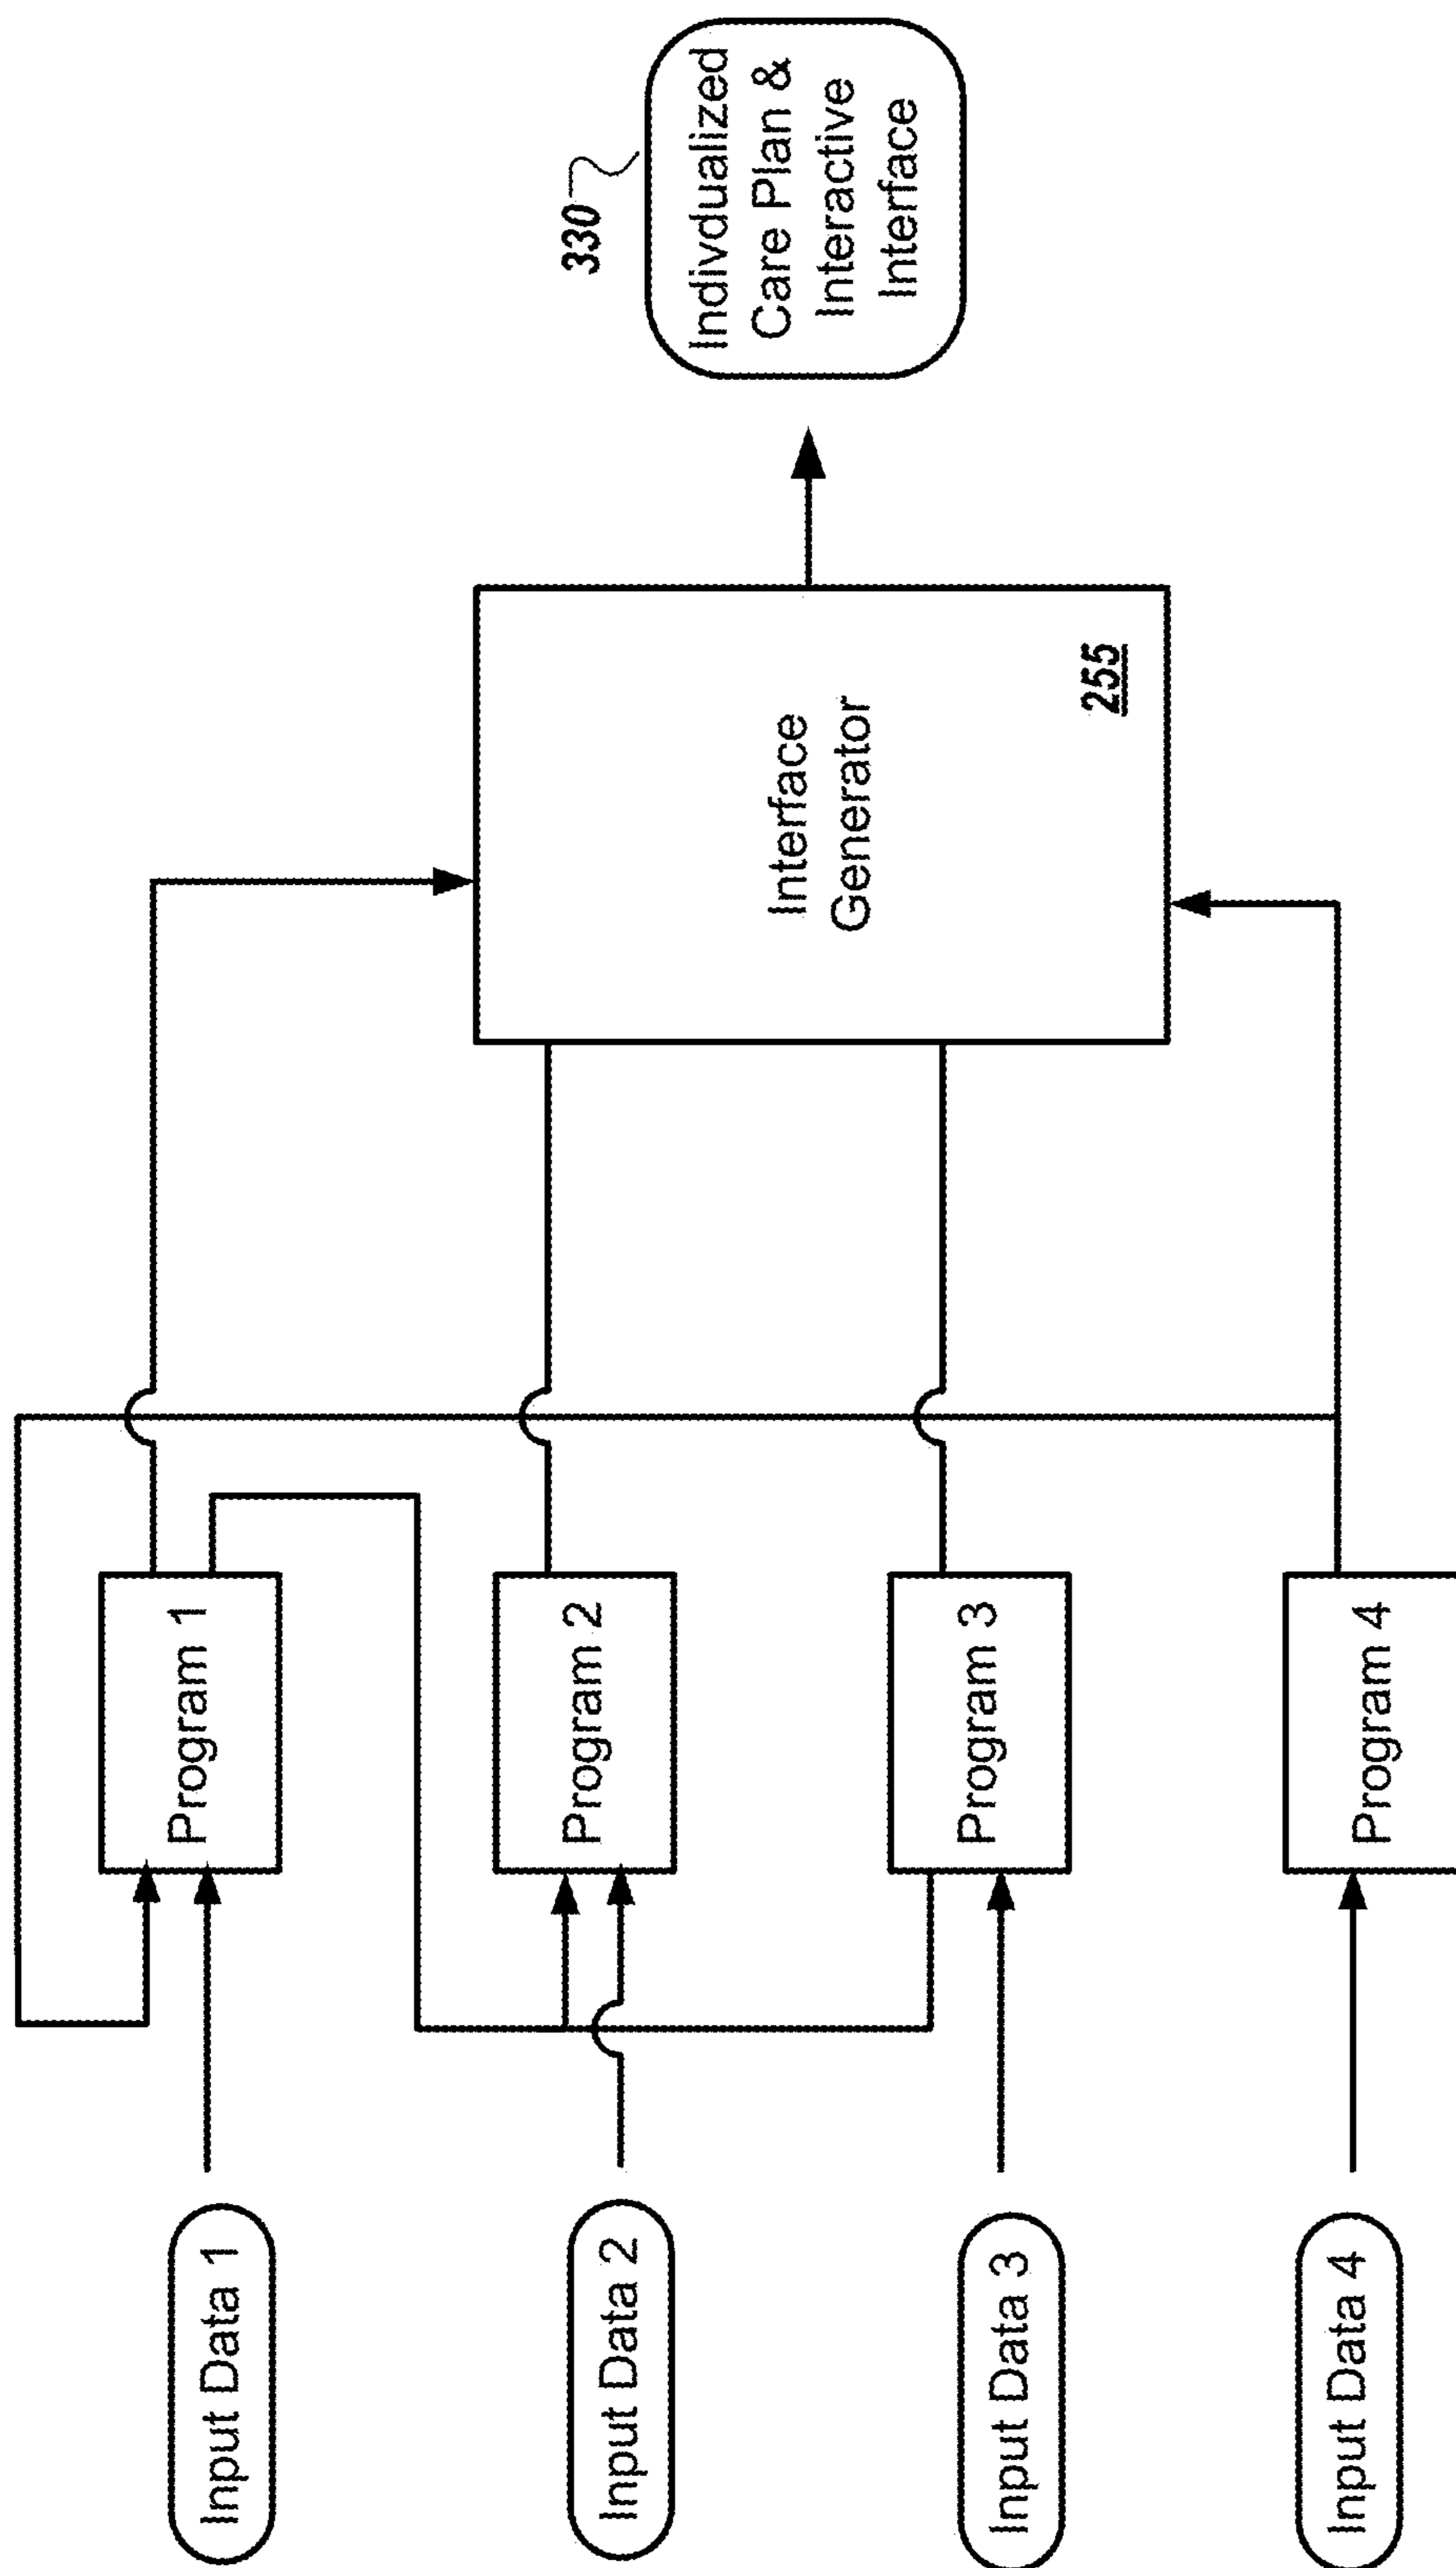 Input Data 1
Input Data 2
Input Data 3
Input Data 4
Program 1
Program 2
Program 3
Program 4
Interface
Generator
255
330
Indivdualized
Care Plan &
Interactive
Interface